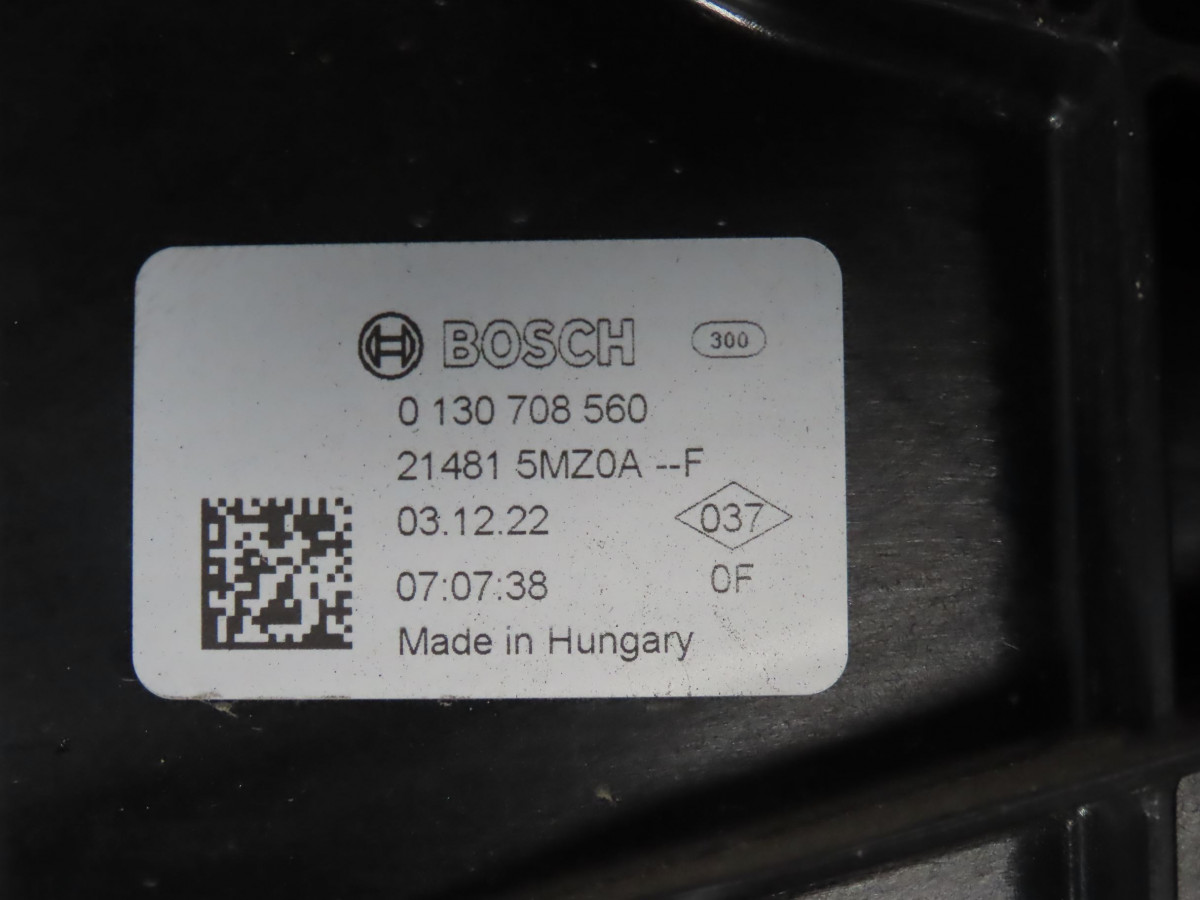 BOSCH 300
0 130 708 560
21481 5MZ0A --F
03.12.22 037
07:07:38 0F
Made in Hungary